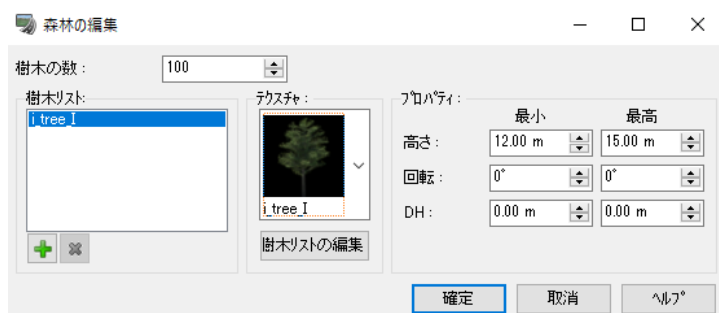 森林の編集
樹木の数 : 100
樹木リスト:
i_tree_I
テクスチャ :
i_tree_I
樹木リストの編集
プロパティ :
最小 最高
高さ : 12.00 m 15.00 m
回転 : 0° 0°
DH : 0.00 m 0.00 m
確定 取消 ヘルプ